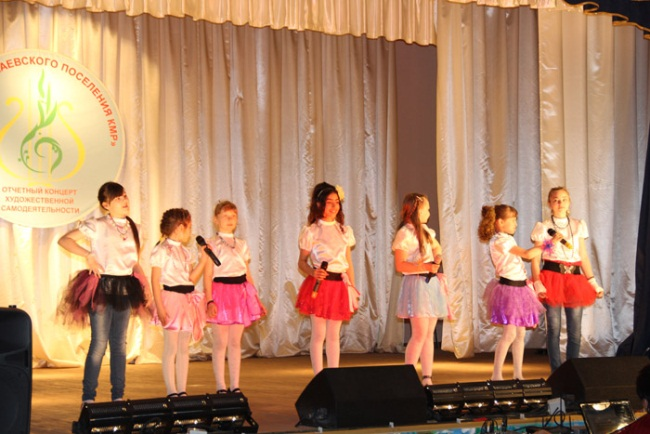 АЕВСКОГО ПОСЕЛЕНИЯ КМР»
ОТЧЕТНЫЙ КОНЦЕРТ
ХУДОЖЕСТВЕННОЙ
САМОДЕЯТЕЛЬНОСТИ